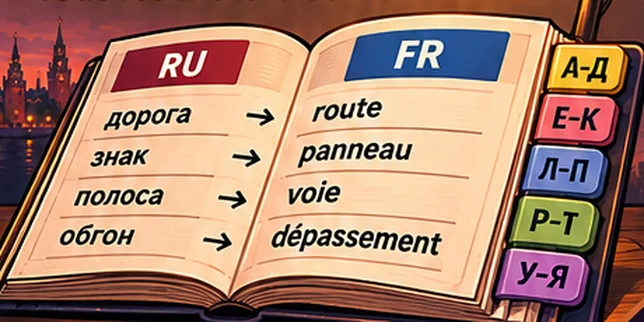 RU
FR
дорога → route
знак → panneau
полоса → voie
обгон → dépassement
А-Д
Е-К
Л-П
Р-Т
У-Я